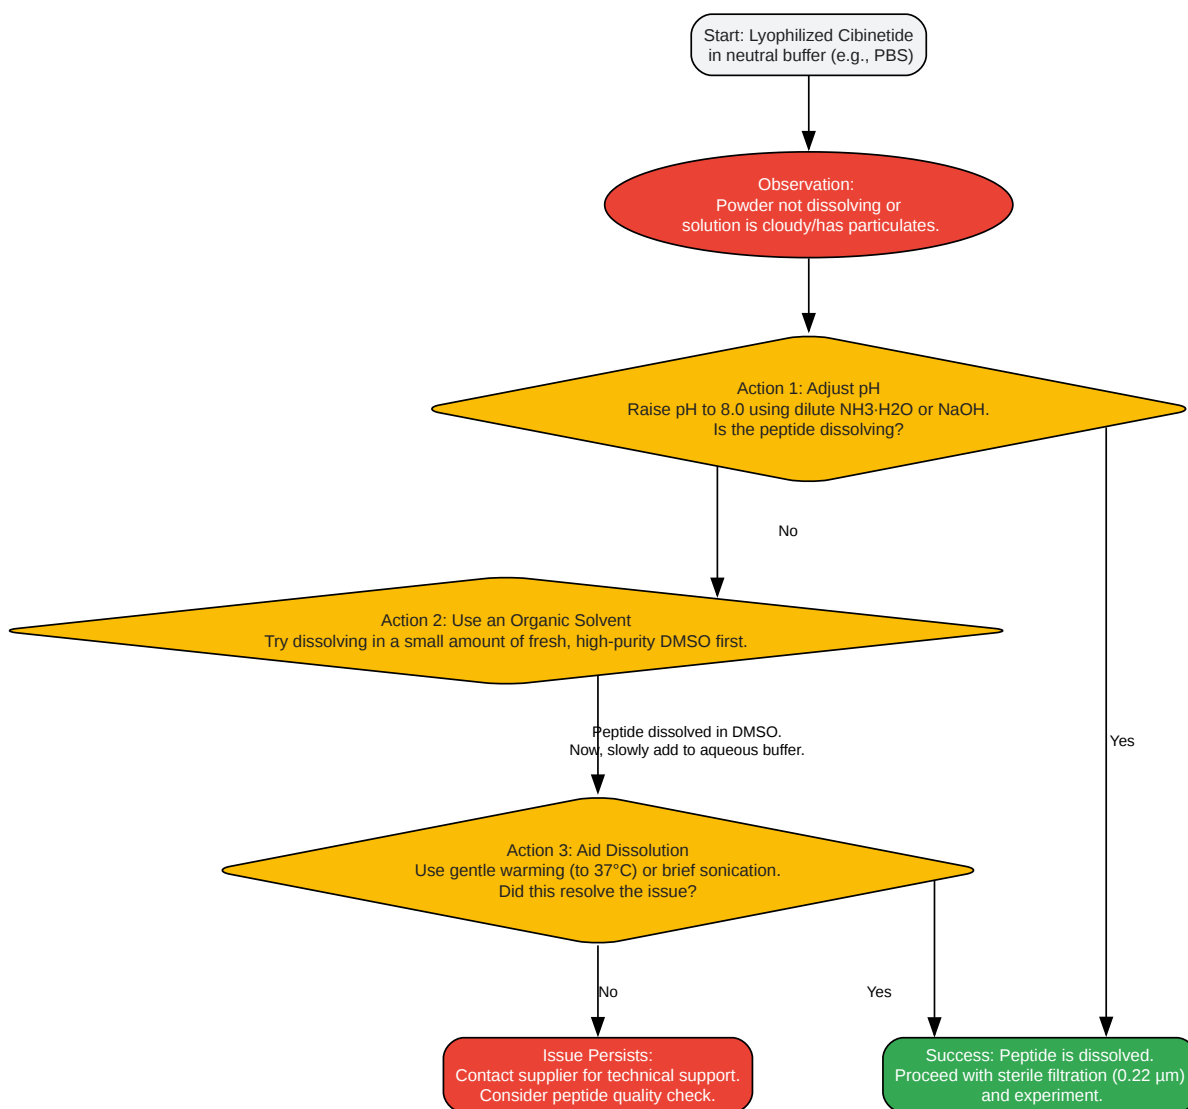 Start: Lyophilized Cibinetide
in neutral buffer (e.g., PBS)
Observation:
Powder not dissolving or
solution is cloudy/has particulates.
Action 1: Adjust pH
Raise pH to 8.0 using dilute NH3·H2O or NaOH.
Is the peptide dissolving?
No
Action 2: Use an Organic Solvent
Try dissolving in a small amount of fresh, high-purity DMSO first.
Peptide dissolved in DMSO.
Now, slowly add to aqueous buffer.
Yes
Action 3: Aid Dissolution
Use gentle warming (to 37°C) or brief sonication.
Did this resolve the issue?
No
Yes
Issue Persists:
Contact supplier for technical support.
Consider peptide quality check.
Success: Peptide is dissolved.
Proceed with sterile filtration (0.22 µm)
and experiment.